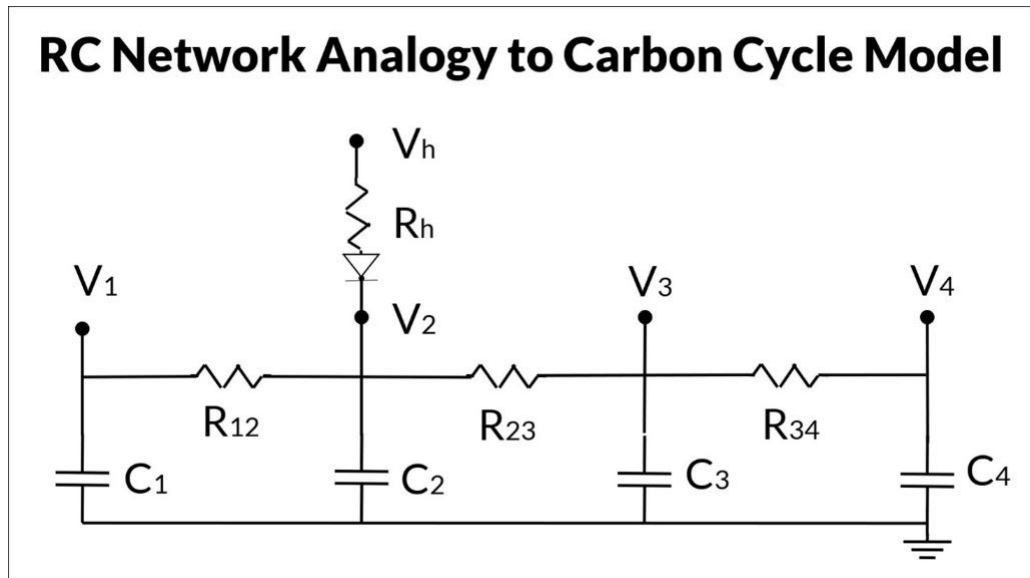 RC Network Analogy to Carbon Cycle Model
Vh
Rh
V1
V2
V3
V4
R12
R23
R34
C1
C2
C3
C4